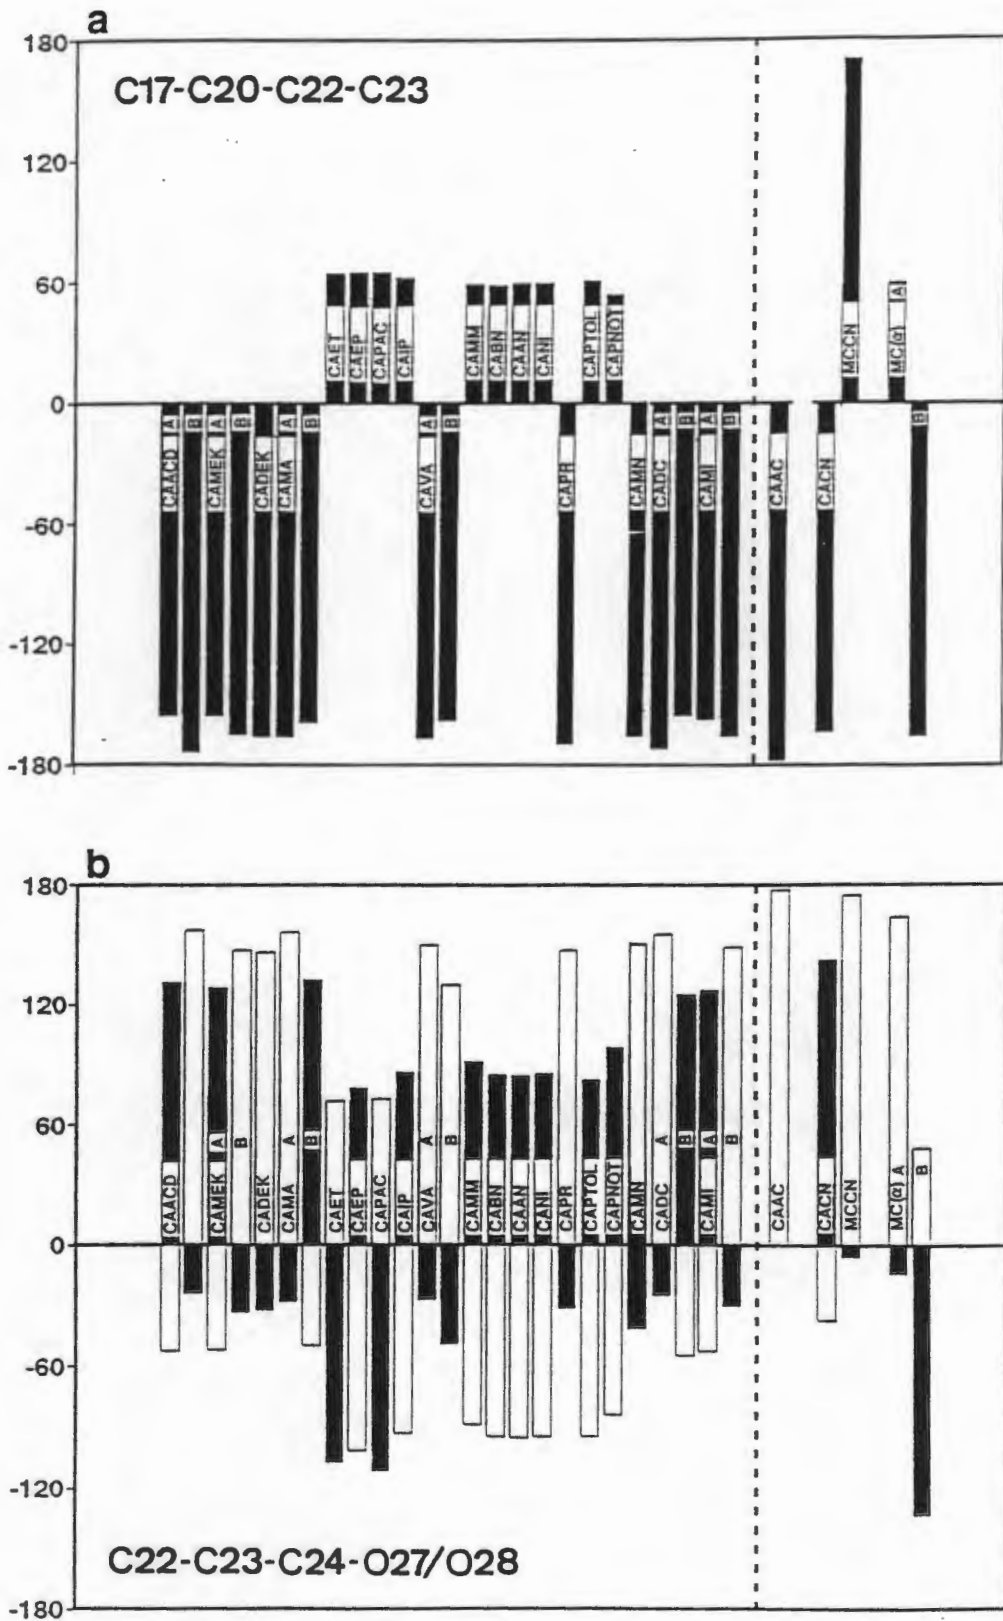 a
180
C17-C20-C22-C23
120
60
0
-60
-120
-180
CAACD A
B
CAMEK A
B
CADEK
CAMA A
B
CAET
CAEP
CAPAC
CAIP
CAVA A
B
CAMM
CABN
CAAN
CANI
CAPR
CAPTOL
CAPNOT
CAMN
CADC A
B
CAMI A
B
CAAC
CACN
MCCN
MC(α) A
B
b
180
120
60
0
-60
-120
-180
CAACD
CAMEK A
B
CADEK
CAMA A
B
CAET
CAEP
CAPAC
CAIP
CAVA A
B
CAMM
CABN
CAAN
CANI
CAPR
CAPTOL
CAPNOT
CAMN
CADC A
B
CAMI A
B
CAAC
CACN
MCCN
MC(α) A
B
C22-C23-C24-O27/O28